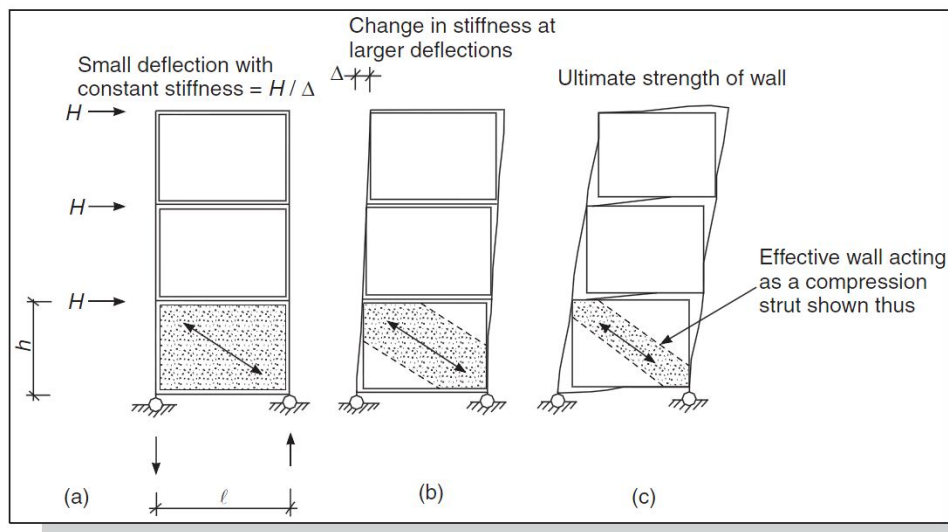 Change in stiffness at
larger deflections
Small deflection with
constant stiffness = H / Δ
Δ
Ultimate strength of wall
H
H
H
Effective wall acting
as a compression
strut shown thus
h
ℓ
(a)
(b)
(c)